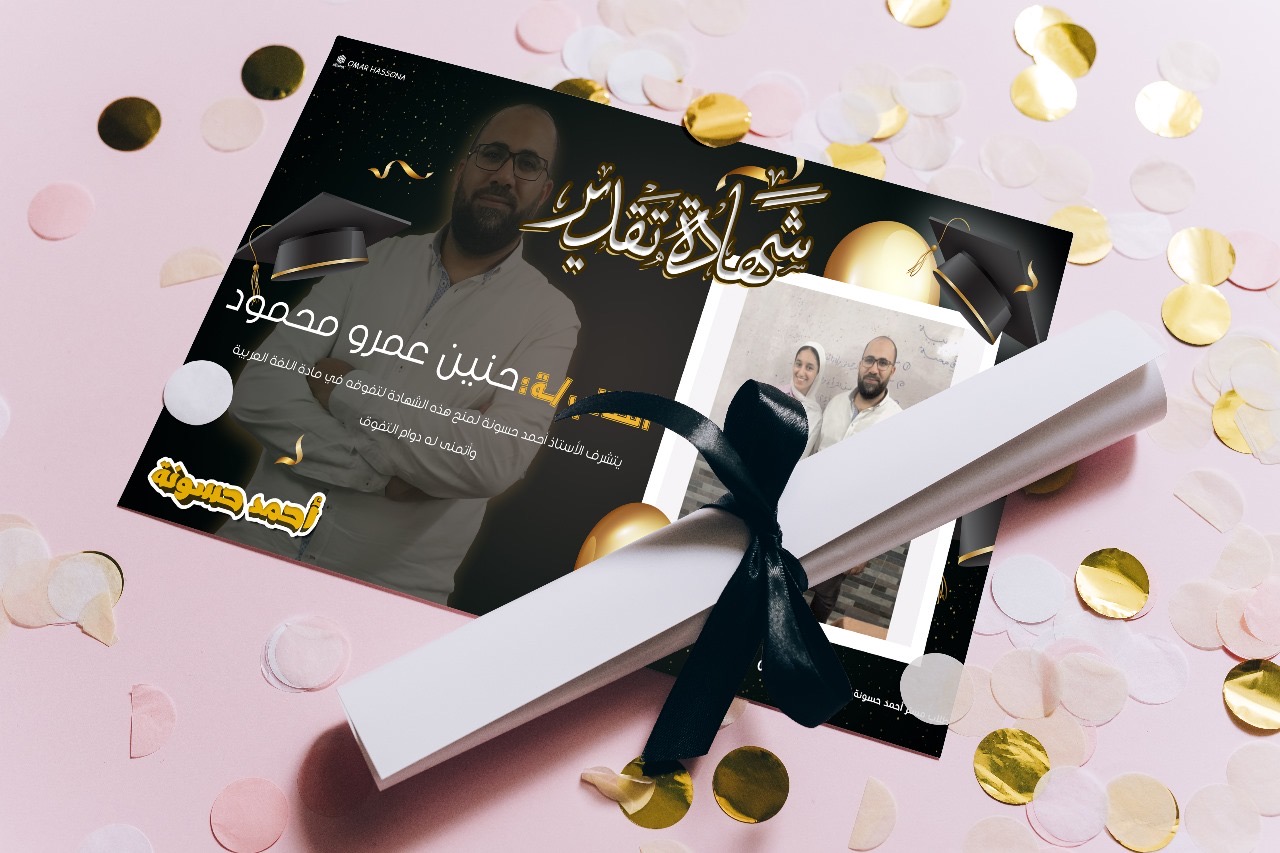 OMAR HASSONA
شهادة تقدير
حنين عمرو محمود
يتشرف الأستاذ أحمد حسونة لمنح هذه الشهادة لتفوقه في مادة اللغة العربية
وأتمنى له دوام التفوق
أحمد حسونة
أحمد حسونة